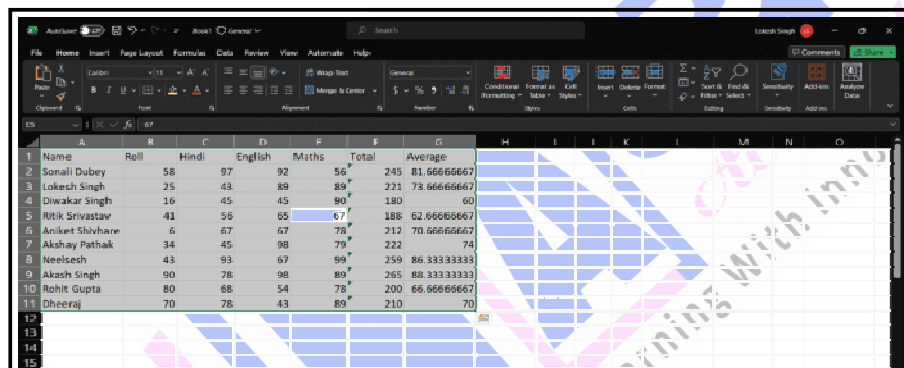 AutoSave Off Book1 General Search Lokesh Singh
File Home Insert Page Layout Formulas Data Review View Automate Help Comments Share
Paste Calibri 11 A A Wrap Text General Conditional Formatting Format as Table Cell Styles Insert Delete Format Sort & Filter Find & Select Sensitivity Add-ins Analyze Data
B I U A Merge & Center $ % 9
Clipboard Font Alignment Number Styles Cells Editing Sensitivity Add-ins
E5 fx 67
A B C D E F G H I J K L M N O
1 Name Roll Hindi English Maths Total Average
2 Sonali Dubey 58 97 92 56 245 81.66666667
3 Lokesh Singh 25 43 89 89 221 73.66666667
4 Diwakar Singh 16 45 45 90 180 60
5 Ritik Srivastaw 41 56 65 67 188 62.66666667
6 Aniket Shivhare 6 67 67 78 212 70.66666667
7 Akshay Pathak 34 45 98 79 222 74
8 Neelsesh 43 93 67 99 259 86.33333333
9 Akash Singh 90 78 98 89 265 88.33333333
10 Rohit Gupta 80 68 54 78 200 66.66666667
11 Dheeraj 70 78 43 89 210 70
12
13
14
15